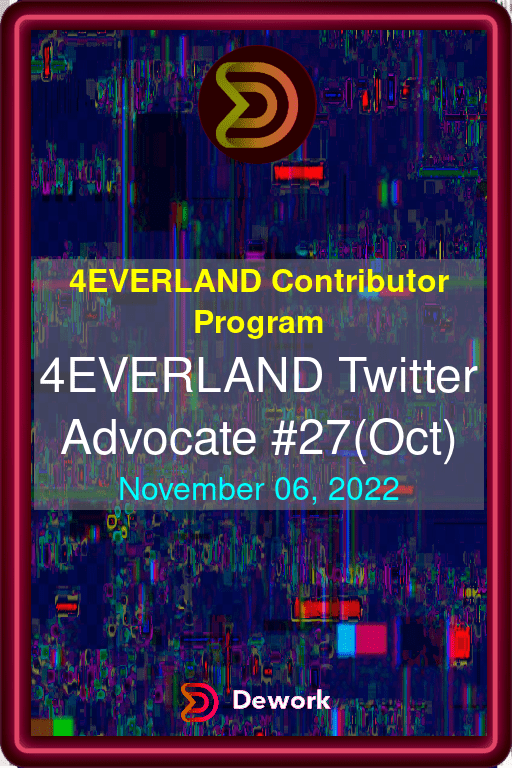 4EVERLAND Contributor
Program
4EVERLAND Twitter
Advocate #27(Oct)
November 06, 2022
Dework